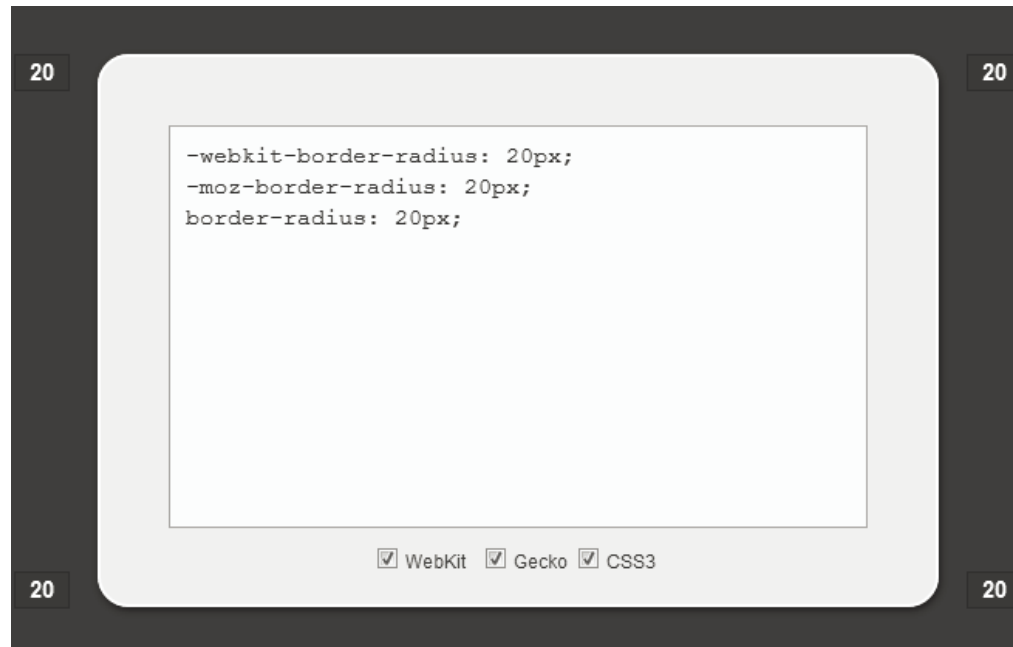 20
20
-webkit-border-radius: 20px;
-moz-border-radius: 20px;
border-radius: 20px;
WebKit Gecko CSS3
20
20